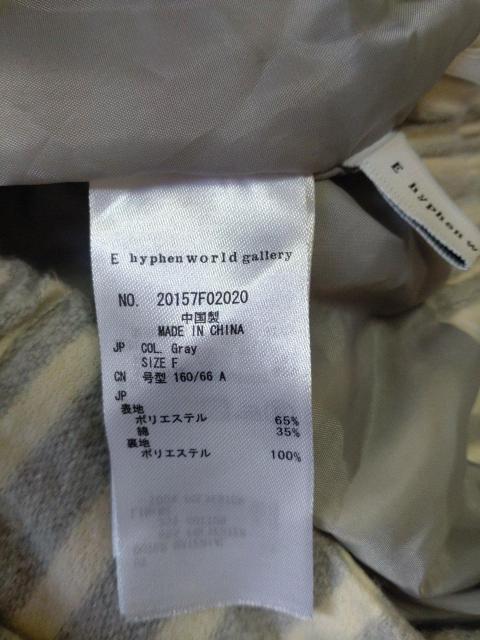 E hyphen w
E hyphen world gallery
NO. 20157F02020
中国製
MADE IN CHINA
JP COL. Gray
SIZE F
CN 号型 160/66 A
JP
表地
ポリエステル 65%
綿 35%
裏地
ポリエステル 100%